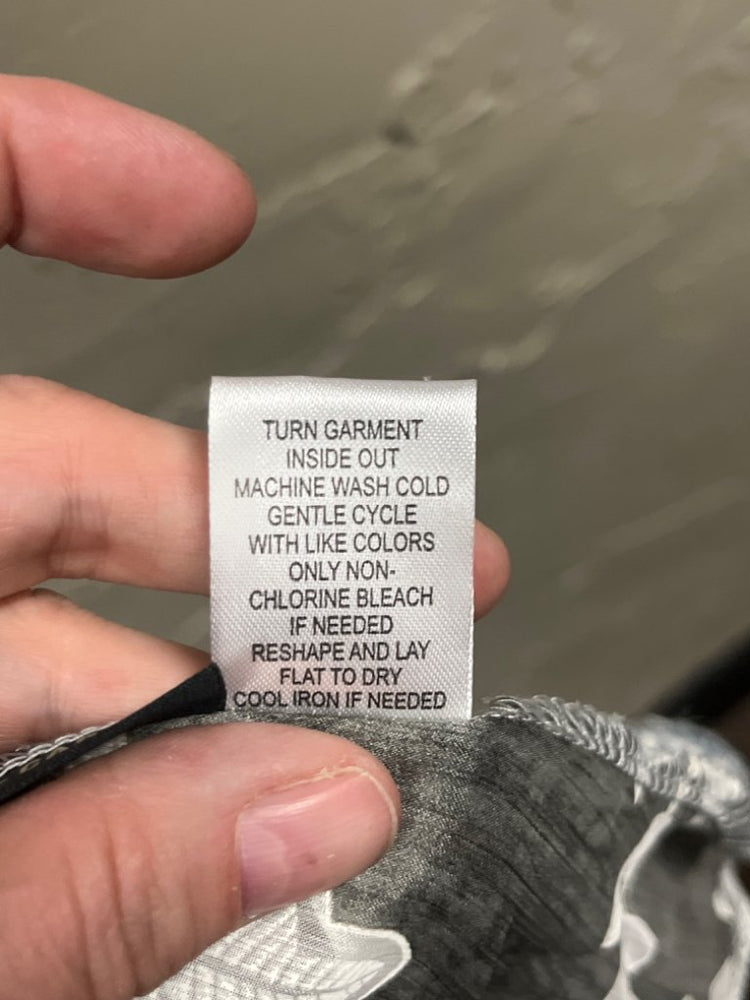 TURN GARMENT
INSIDE OUT
MACHINE WASH COLD
GENTLE CYCLE
WITH LIKE COLORS
ONLY NON-
CHLORINE BLEACH
IF NEEDED
RESHAPE AND LAY
FLAT TO DRY
COOL IRON IF NEEDED